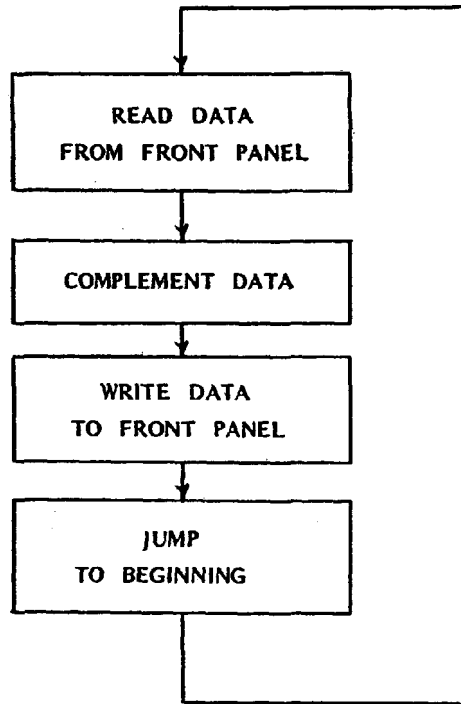 READ DATA
FROM FRONT PANEL
COMPLEMENT DATA
WRITE DATA
TO FRONT PANEL
JUMP
TO BEGINNING